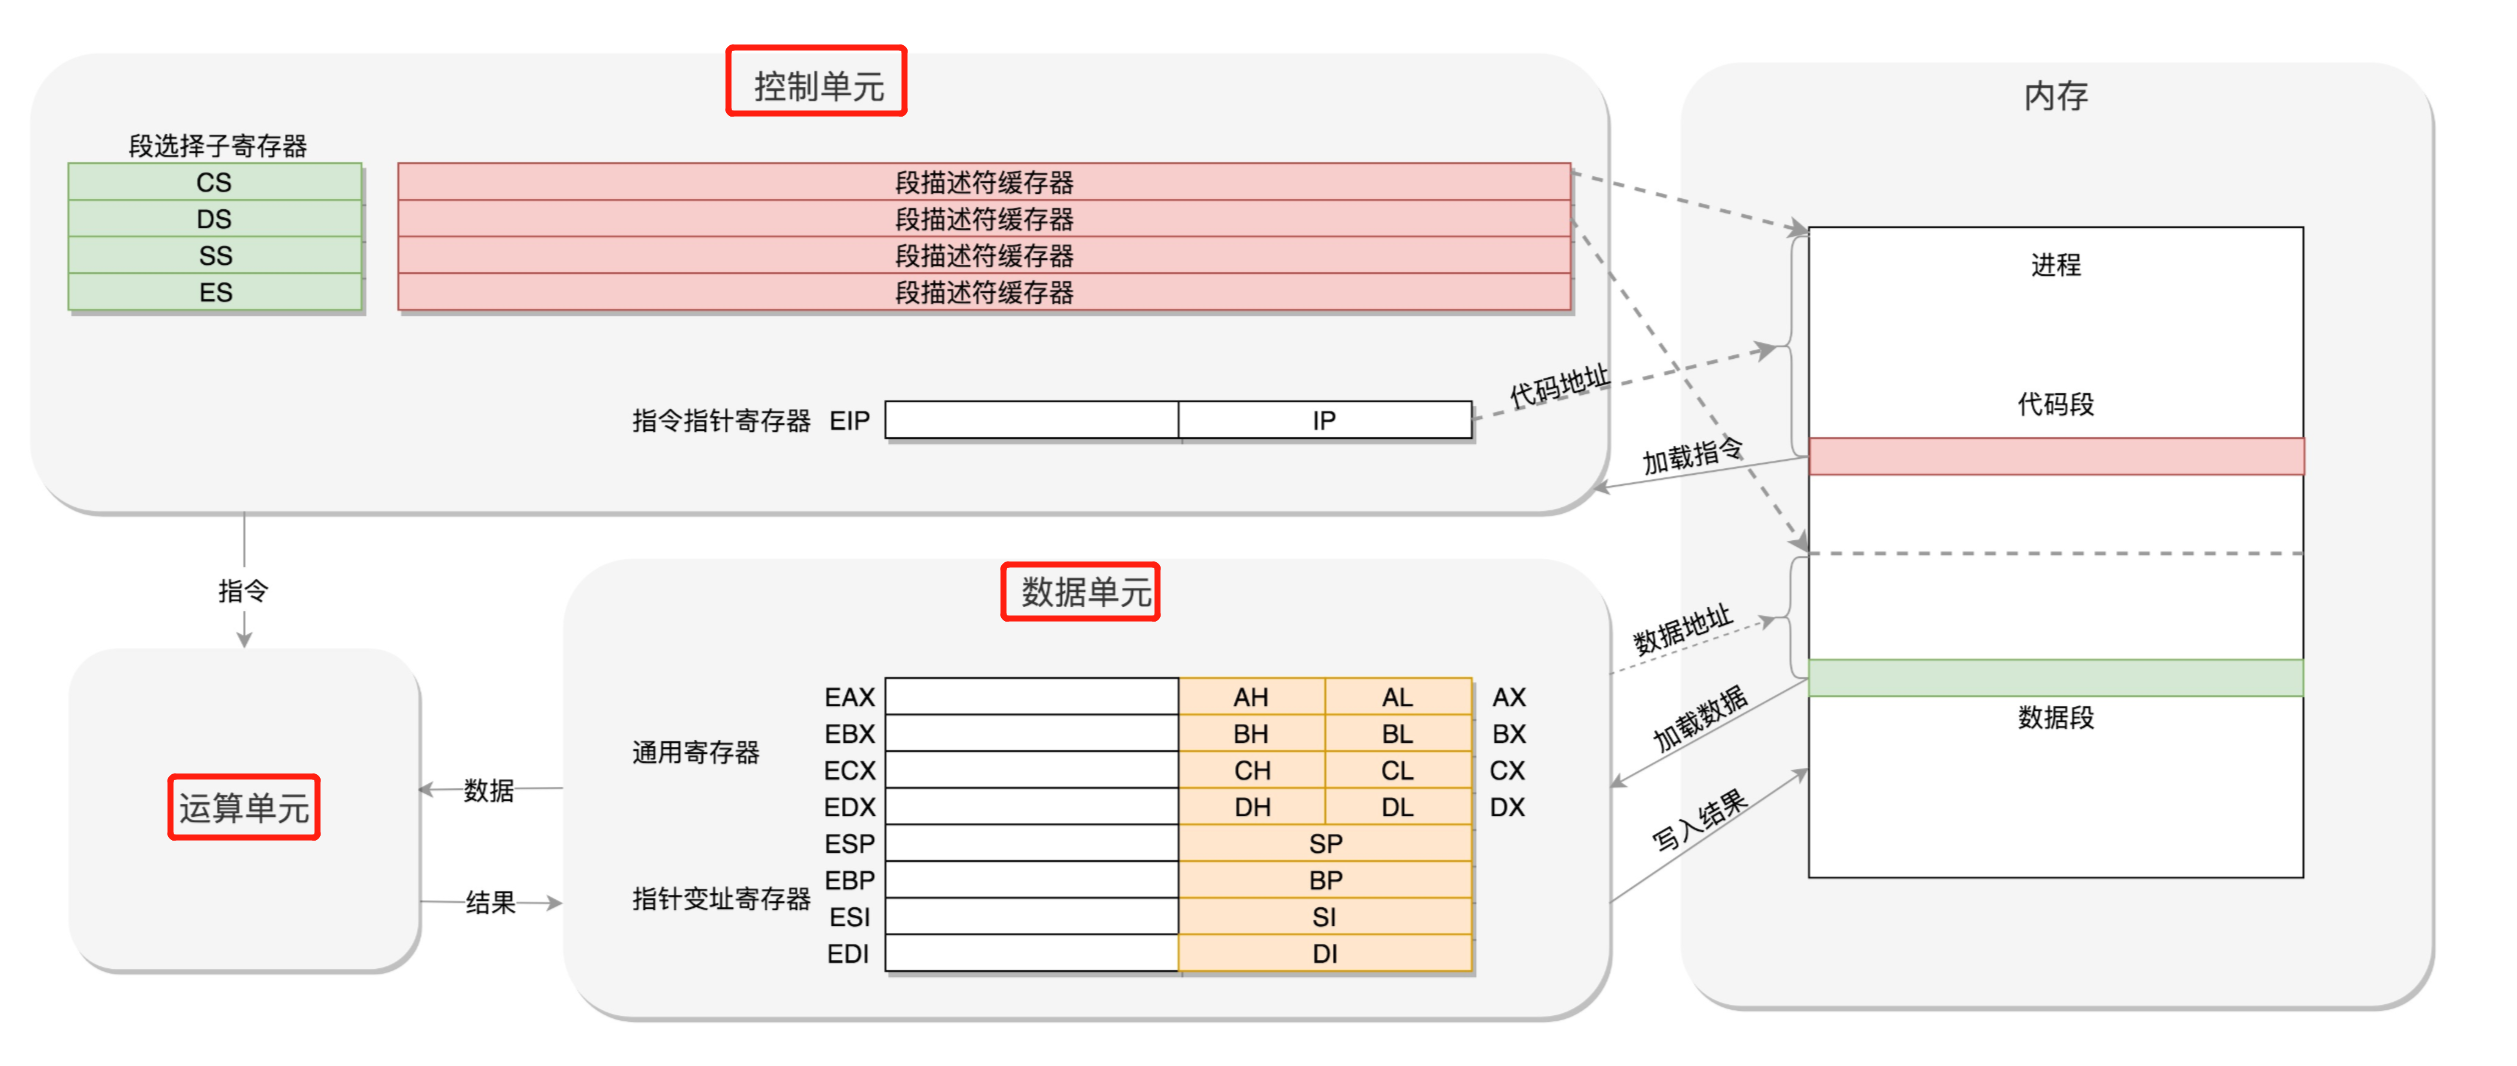 控制单元
段选择子寄存器
CS
DS
SS
ES
段描述符缓存器
段描述符缓存器
段描述符缓存器
段描述符缓存器
指令指针寄存器 EIP IP
代码地址
加载指令
内存
进程
代码段
数据段
指令
运算单元
数据
结果
数据单元
通用寄存器
指针变址寄存器
EAX AH AL AX
EBX BH BL BX
ECX CH CL CX
EDX DH DL DX
ESP SP
EBP BP
ESI SI
EDI DI
数据地址
加载数据
写入结果